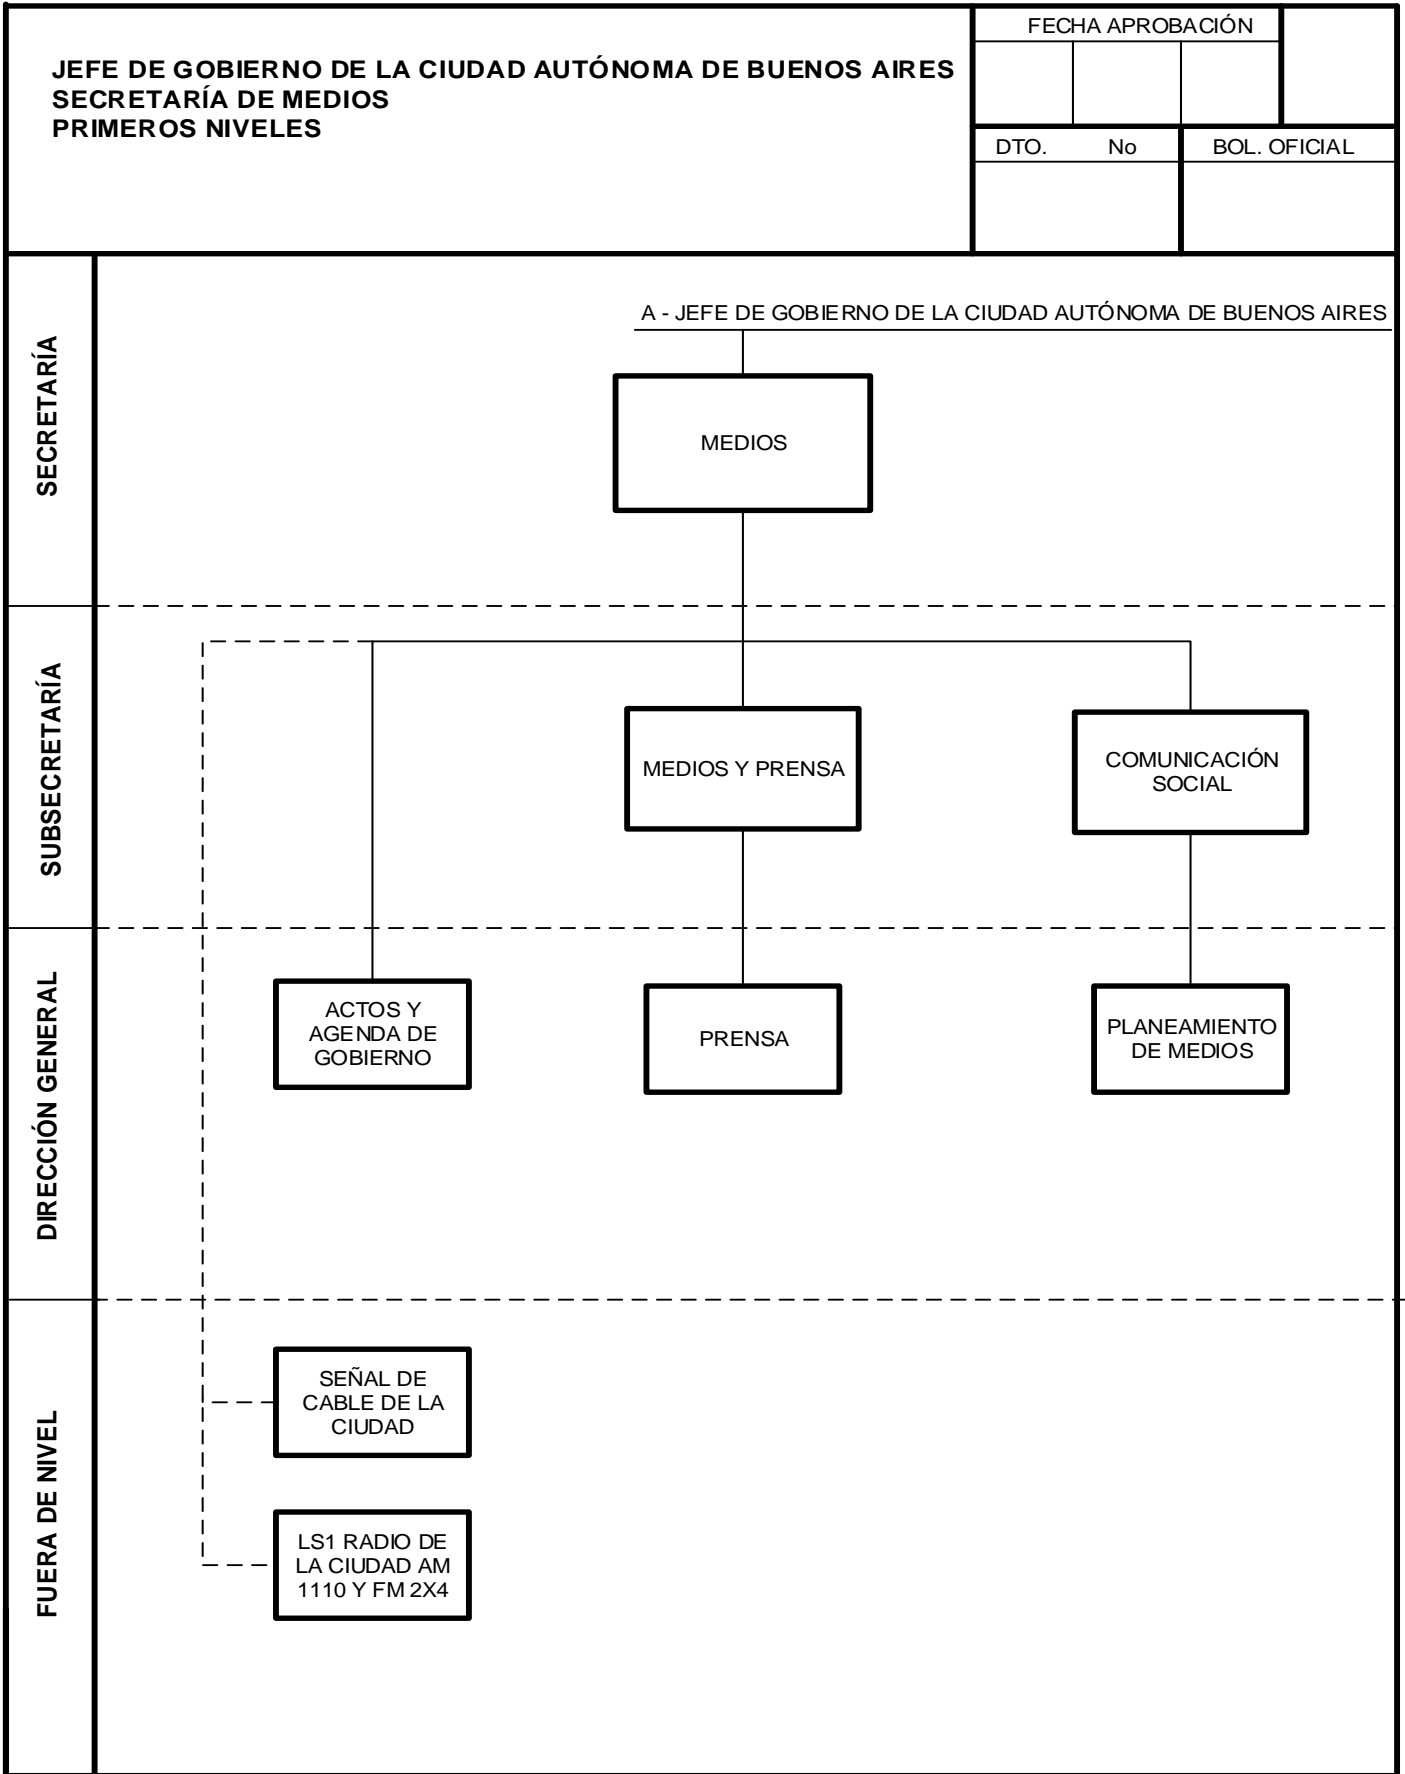 JEFE DE GOBIERNO DE LA CIUDAD AUTÓNOMA DE BUENOS AIRES
SECRETARÍA DE MEDIOS
PRIMEROS NIVELES
FECHA APROBACIÓN
DTO. No
BOL. OFICIAL
SECRETARÍA
A - JEFE DE GOBIERNO DE LA CIUDAD AUTÓNOMA DE BUENOS AIRES
MEDIOS
SUBSECRETARÍA
MEDIOS Y PRENSA
COMUNICACIÓN
SOCIAL
DIRECCIÓN GENERAL
ACTOS Y
AGENDA DE
GOBIERNO
PRENSA
PLANEAMIENTO
DE MEDIOS
FUERA DE NIVEL
SEÑAL DE
CABLE DE LA
CIUDAD
LS1 RADIO DE
LA CIUDAD AM
1110 Y FM 2X4